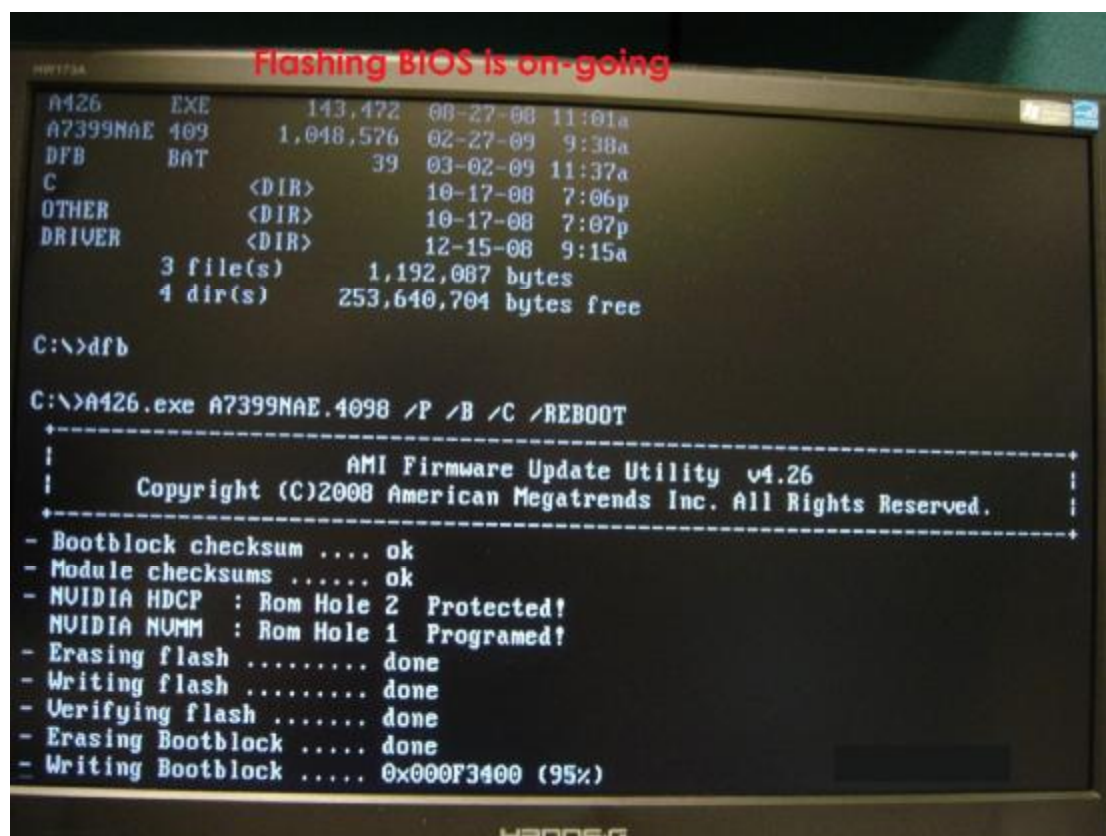 Flashing BIOS is on-going
HW173A
A426 EXE 143,472 08-27-08 11:01a
A7399NAE 409 1,048,576 02-27-09 9:38a
DFB BAT 39 03-02-09 11:37a
C <DIR> 10-17-08 7:06p
OTHER <DIR> 10-17-08 7:07p
DRIVER <DIR> 12-15-08 9:15a
3 file(s) 1,192,087 bytes
4 dir(s) 253,640,704 bytes free
C:\>dfb
C:\>A426.exe A7399NAE.4098 /P /B /C /REBOOT
AMI Firmware Update Utility v4.26
Copyright (C)2008 American Megatrends Inc. All Rights Reserved.
- Bootblock checksum .... ok
- Module checksums ...... ok
- NVIDIA HDCP : Rom Hole 2 Protected!
NVIDIA NVMM : Rom Hole 1 Programed!
- Erasing flash ......... done
- Writing flash ......... done
- Verifying flash ....... done
- Erasing Bootblock ..... done
- Writing Bootblock ..... 0x000F3400 (95%)
HANNS-G